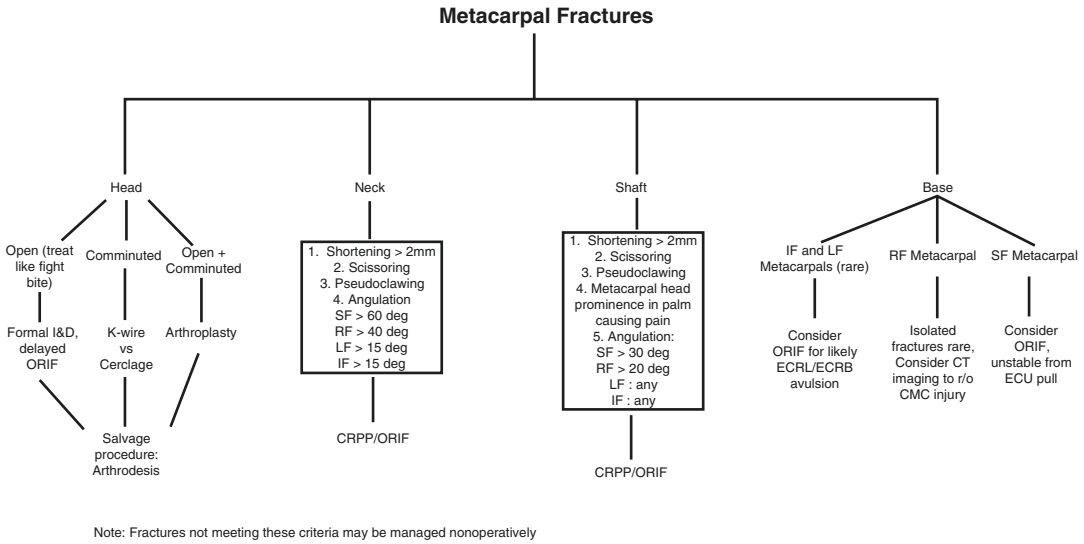 Metacarpal Fractures
Head
Open (treat
like fight
bite)
Formal I&D,
delayed
ORIF
Comminuted
K-wire
vs
Cerclage
Open +
Comminuted
Arthroplasty
Salvage
procedure:
Arthrodesis
Neck
1. Shortening > 2mm
2. Scissoring
3. Pseudoclawing
4. Angulation
SF > 60 deg
RF > 40 deg
LF > 15 deg
IF > 15 deg
CRPP/ORIF
Shaft
1. Shortening > 2mm
2. Scissoring
3. Pseudoclawing
4. Metacarpal head
prominence in palm
causing pain
5. Angulation:
SF > 30 deg
RF > 20 deg
LF : any
IF : any
CRPP/ORIF
Base
IF and LF
Metacarpals (rare)
Consider
ORIF for likely
ECRL/ECRB
avulsion
RF Metacarpal
Isolated
fractures rare,
Consider CT
imaging to r/o
CMC injury
SF Metacarpal
Consider
ORIF,
unstable from
ECU pull
Note: Fractures not meeting these criteria may be managed nonoperatively